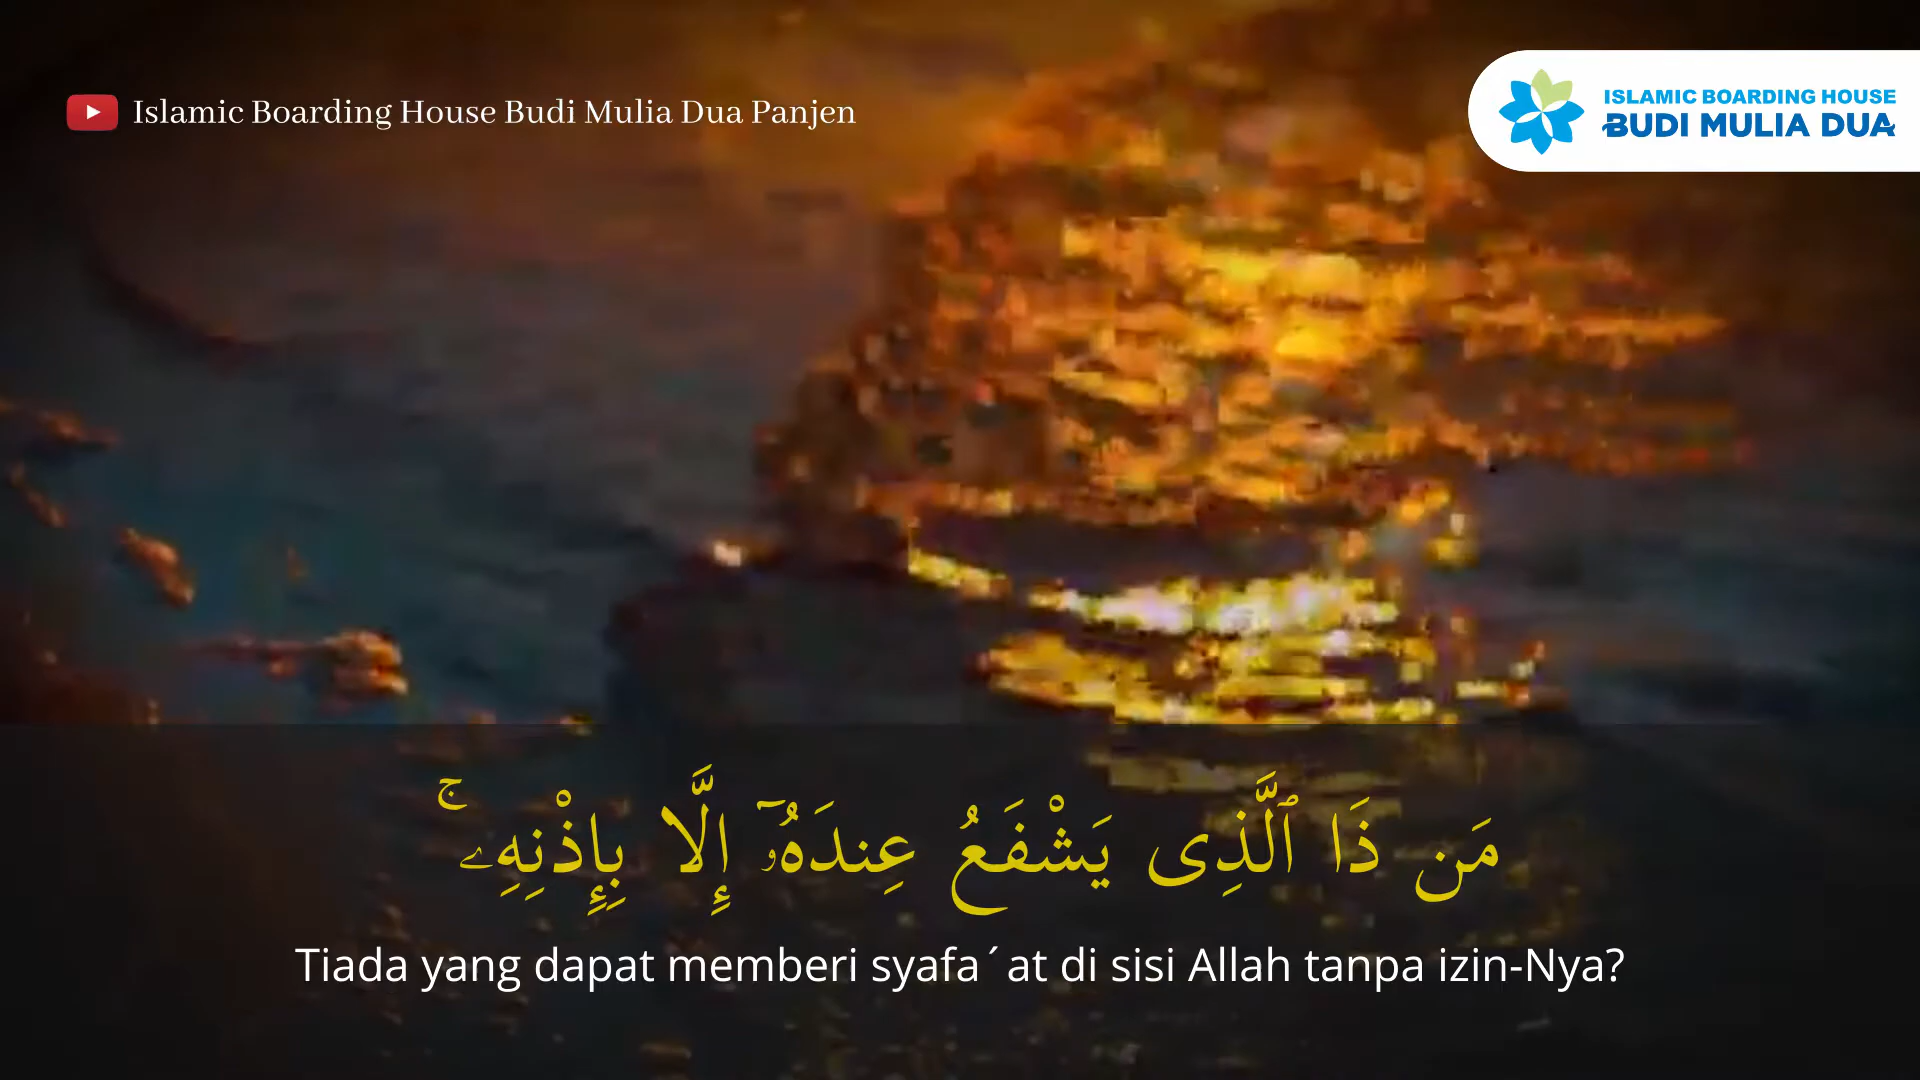 Islamic Boarding House Budi Mulia Dua Panjen
ISLAMIC BOARDING HOUSE
BUDI MULIA DUA
مَن ذَا ٱلَّذِى يَشْفَعُ عِندَهُۥٓ إِلَّا بِإِذْنِهِۦ ۚ
Tiada yang dapat memberi syafa´at di sisi Allah tanpa izin-Nya?